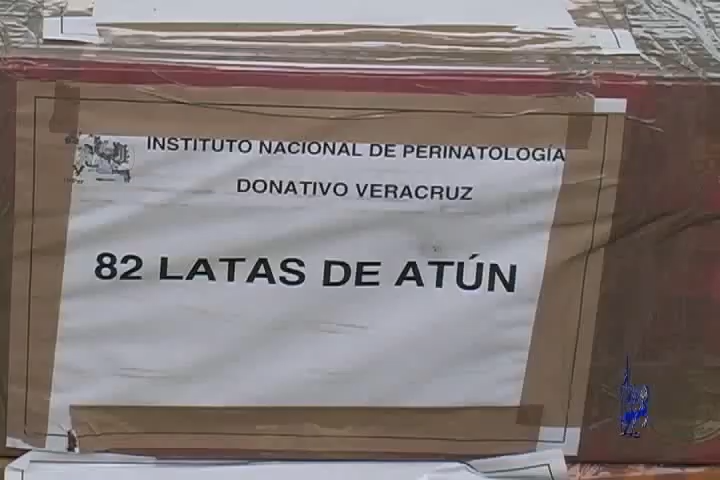 INSTITUTO NACIONAL DE PERINATOLOGÍA
DONATIVO VERACRUZ
82 LATAS DE ATÚN